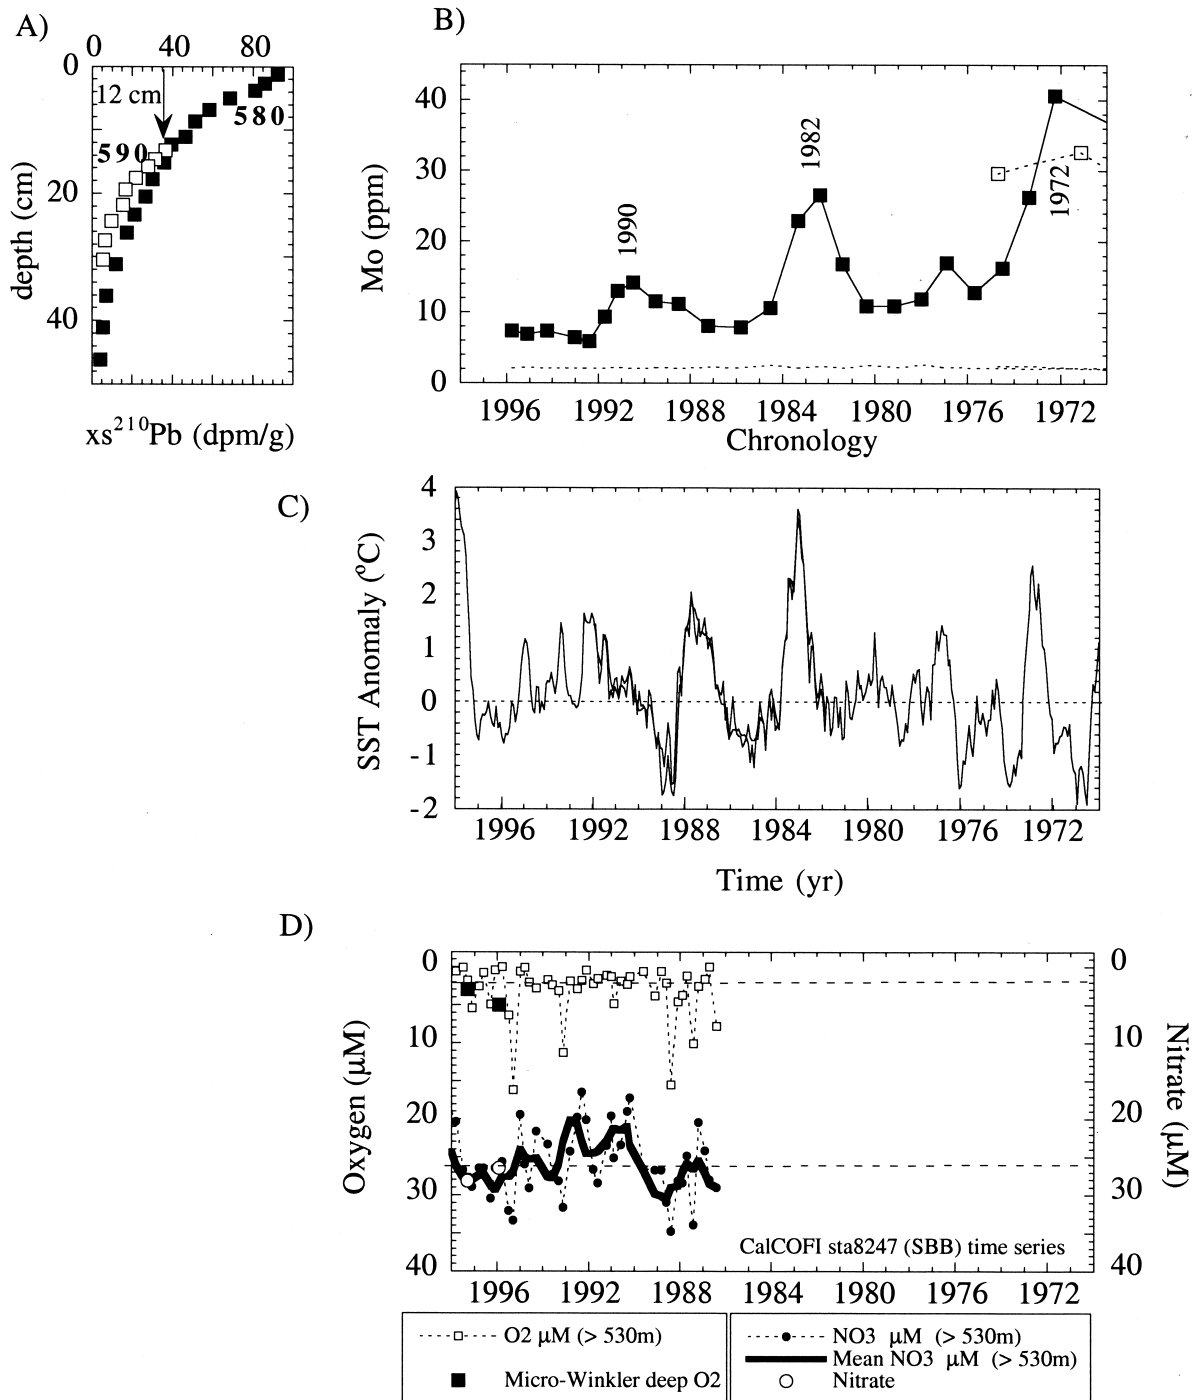 A)
0 40 80
0
20
40
depth (cm)
12 cm
580
590
xs210Pb (dpm/g)
B)
40
30
20
10
0
Mo (ppm)
1990
1982
1972
1996 1992 1988 1984 1980 1976 1972
Chronology
C)
4
3
2
1
0
-1
-2
SST Anomaly (ºC)
1996 1992 1988 1984 1980 1976 1972
Time (yr)
D)
0
10
20
30
40
Oxygen (µM)
0
10
20
30
40
Nitrate (µM)
CalCOFI sta8247 (SBB) time series
1996 1992 1988 1984 1980 1976 1972
O2 µM (> 530m)
Micro-Winkler deep O2
NO3 µM (> 530m)
Mean NO3 µM (> 530m)
Nitrate